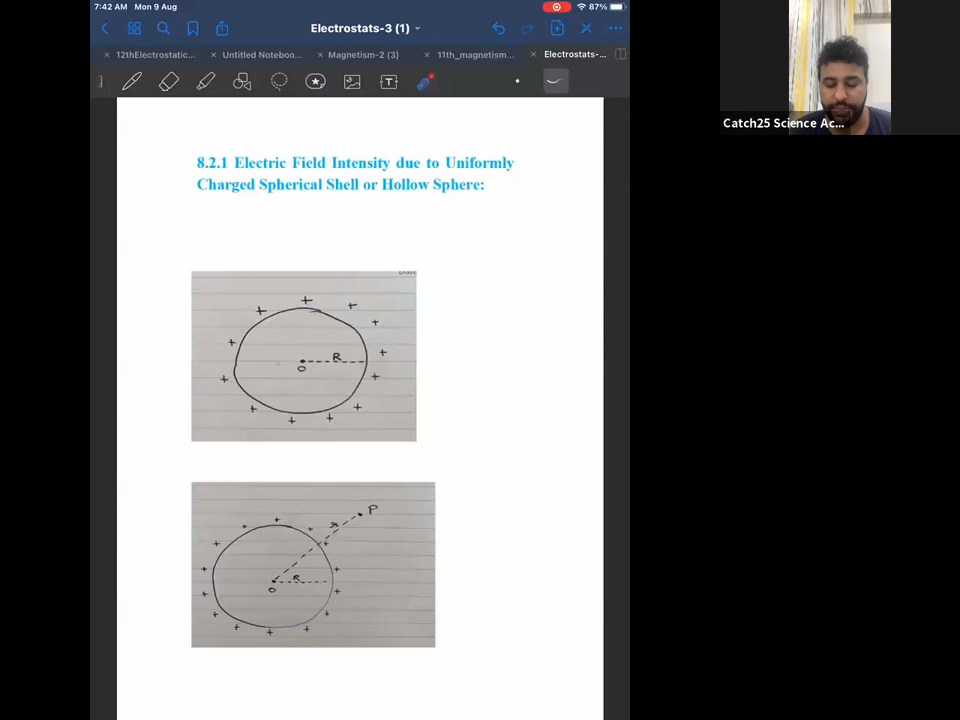 7:42 AM Mon 9 Aug
87%
Electrostats-3 (1)
12thElectrostatic...
Untitled Noteboo...
Magnetism-2 (3)
11th_magnetism...
Electrostats-...
T
8.2.1 Electric Field Intensity due to Uniformly
Charged Spherical Shell or Hollow Sphere:
R
O
P
R
O
Catch25 Science Ac...